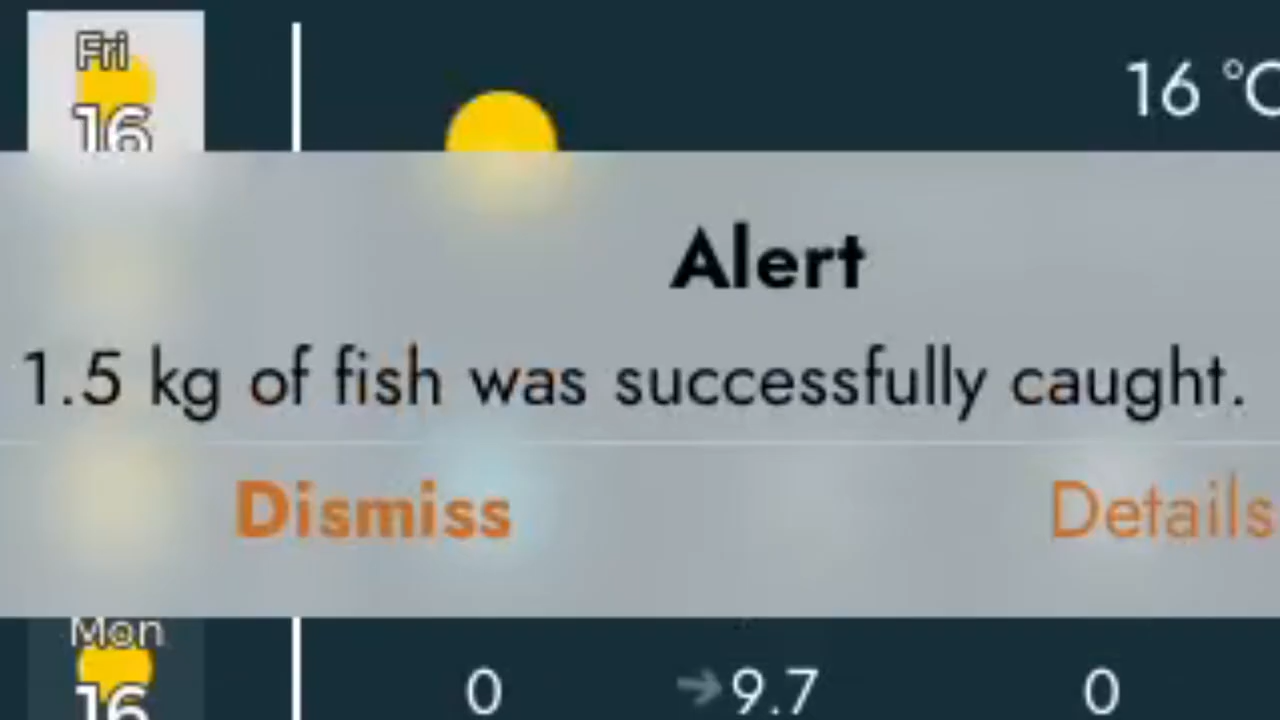 Fri
16
16 °C
Alert
1.5 kg of fish was successfully caught.
Dismiss
Details
Mon
16
0
→9.7
0